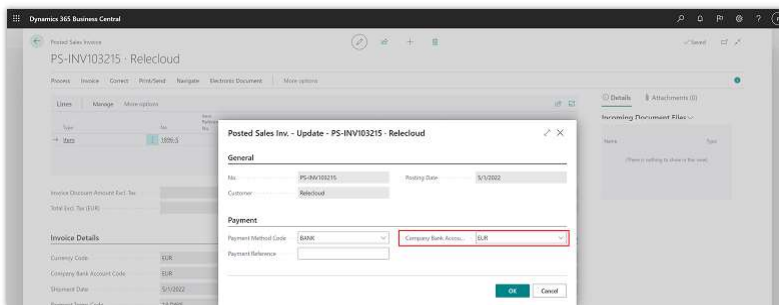 Dynamics 365 Business Central
Posted Sales Invoice
Saved
PS-INV103215 · Relecloud
Process Invoice Correct Print/Send Navigate Electronic Document More options
Lines Manage More options
Details Attachments (0)
Incoming Document Files
Type No.
Item 1896-S
Name Type
(There is nothing to show in this view)
Posted Sales Inv. - Update - PS-INV103215 - Relecloud
General
No. PS-INV103215 Posting Date 5/1/2022
Customer Relecloud
Payment
Payment Method Code BANK Company Bank Accou... EUR
Payment Reference
OK Cancel
Invoice Discount Amount Excl. Tax
Total Excl. Tax (EUR)
Invoice Details
Currency Code EUR
Company Bank Account Code EUR
Shipment Date 5/1/2022
Payment Terms Code